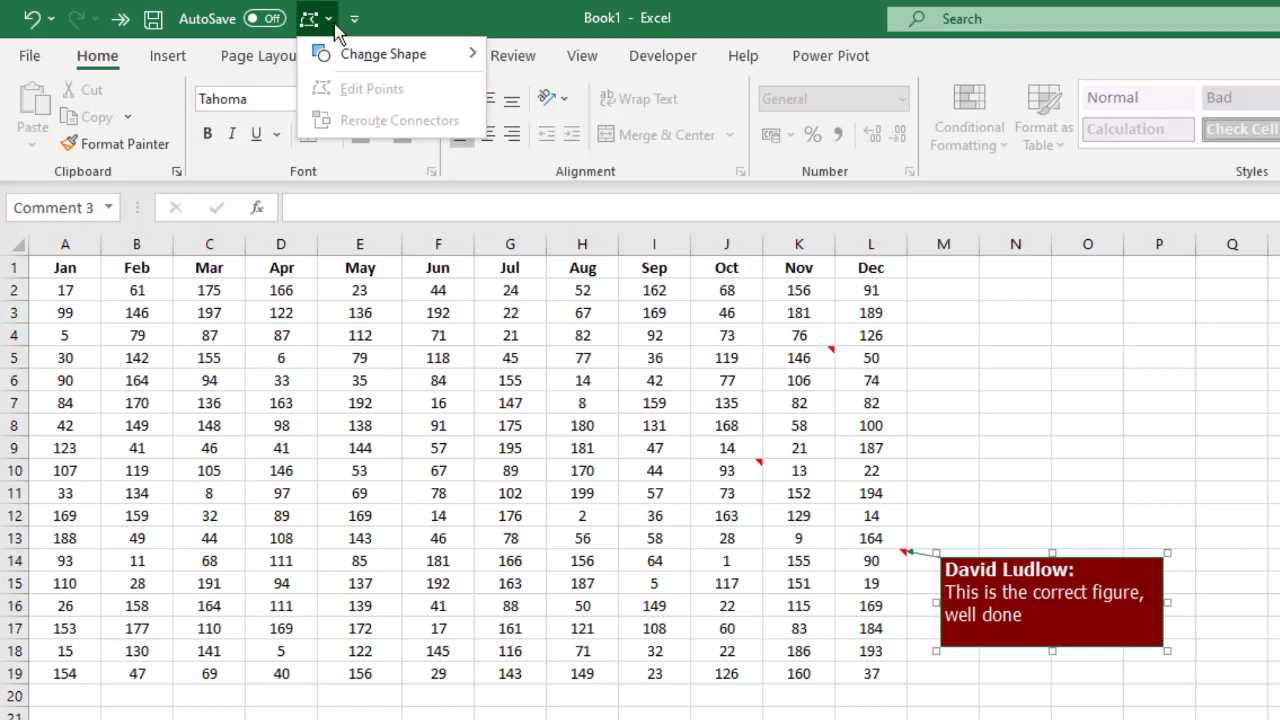 AutoSave Off
Book1 - Excel
Search
File Home Insert Page Layou Review View Developer Help Power Pivot
Change Shape
Edit Points
Reroute Connectors
Paste
Cut
Copy
Format Painter
Clipboard
Tahoma
B I U
Font
ab Wrap Text
Merge & Center
Alignment
General
%
Number
Conditional Formatting
Format as Table
Normal Bad
Calculation Check Cell
Styles
Comment 3 fx
A B C D E F G H I J K L M N O P Q
1 Jan Feb Mar Apr May Jun Jul Aug Sep Oct Nov Dec
2 17 61 175 166 23 44 24 52 162 68 156 91
3 99 146 197 122 136 192 22 67 169 46 181 189
4 5 79 87 87 112 71 21 82 92 73 76 126
5 30 142 155 6 79 118 45 77 36 119 146 50
6 90 164 94 33 35 84 155 14 42 77 106 74
7 84 170 136 163 192 16 147 8 159 135 82 82
8 42 149 148 98 138 91 175 180 131 168 58 100
9 123 41 46 41 144 57 195 181 47 14 21 187
10 107 119 105 146 53 67 89 170 44 93 13 22
11 33 134 8 97 69 78 102 199 57 73 152 194
12 169 159 32 89 169 14 176 2 36 163 129 14
13 188 49 44 108 143 46 78 56 58 28 9 164
14 93 11 68 111 85 181 166 156 64 1 155 90
15 110 28 191 94 137 192 163 187 5 117 151 19
16 26 158 164 111 139 41 88 50 149 22 115 169
17 153 177 110 169 172 17 161 121 108 60 83 184
18 15 130 141 5 122 145 116 71 32 22 186 193
19 154 47 69 40 156 29 143 149 23 126 160 37
20
21
David Ludlow:
This is the correct figure,
well done